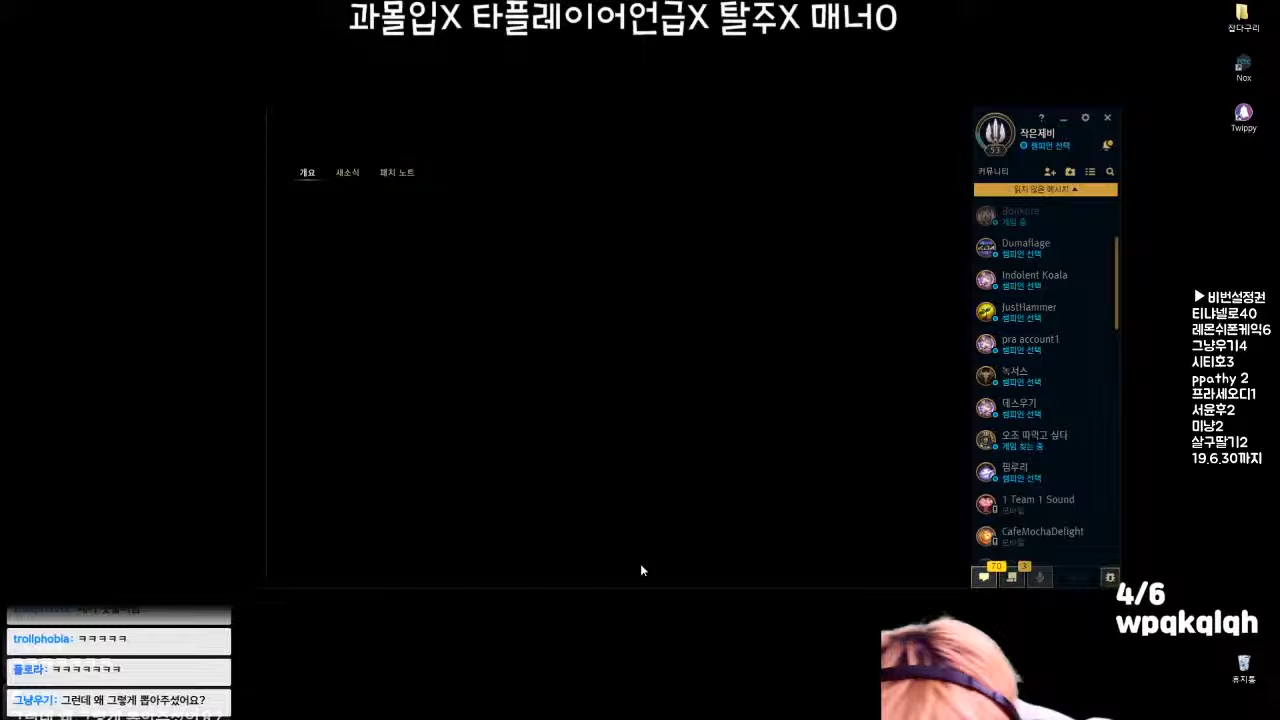 과몰입X 타플레이어언급X 탈주X 매너O
잡다구리
Nox
Twippy
개요
새소식
패치 노트
?
작은제비
챔피언 선택
53
커뮤니티
읽지 않은 메시지
게임 중
Dumaflage
챔피언 선택
Indolent Koala
챔피언 선택
JustHammer
챔피언 선택
pra account1
챔피언 선택
녹서스
챔피언 선택
데스우기
챔피언 선택
오조 따먹고 싶다
게임 찾는 중
핌루리
챔피언 선택
1 Team 1 Sound
모바일
CafeMochaDelight
모바일
70
3
▶비번설정권
티냐넬로40
레몬쉬폰케익6
그냥우기4
시티호3
ppathy 2
프라세오디1
서윤후2
미냥2
살구딸기2
19.6.30까지
4/6
wpqkqlqh
휴지통
trollphobia: ㅋㅋㅋㅋㅋ
플로라: ㅋㅋㅋㅋㅋㅋㅋ
그냥우기: 그런데 왜 그렇게 뽑아주셨어요?